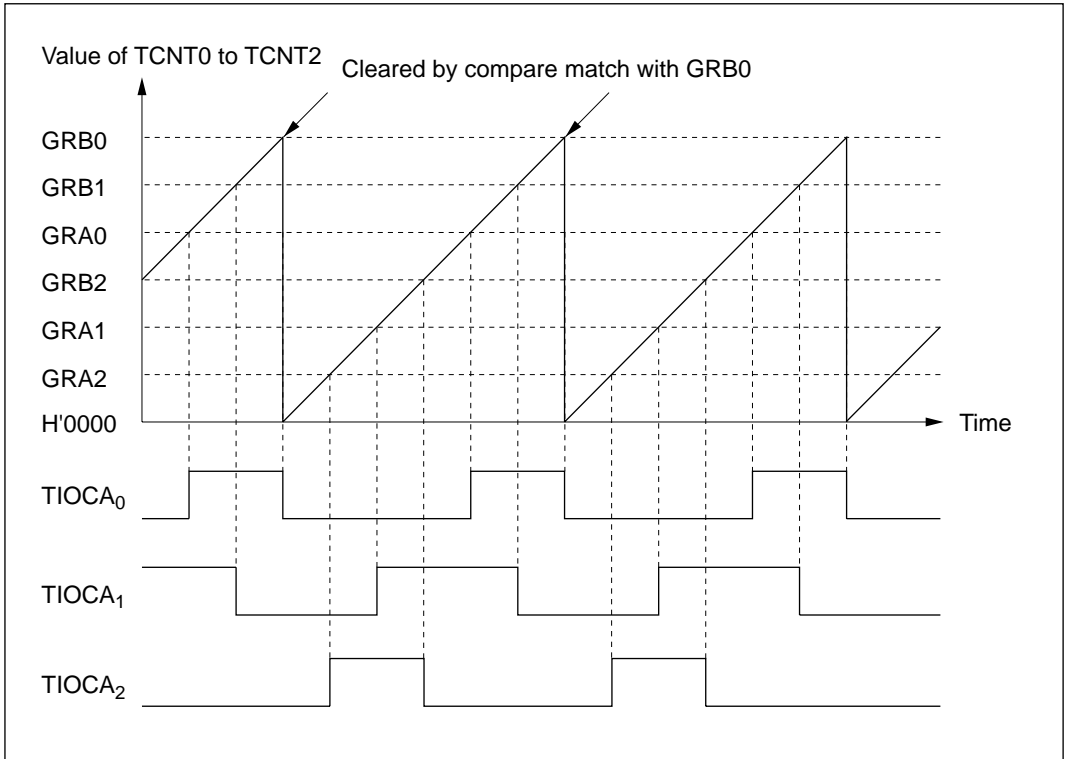 Value of TCNT0 to TCNT2
Cleared by compare match with GRB0
GRB0
GRB1
GRA0
GRB2
GRA1
GRA2
H'0000
Time
TIOCA0
TIOCA1
TIOCA2